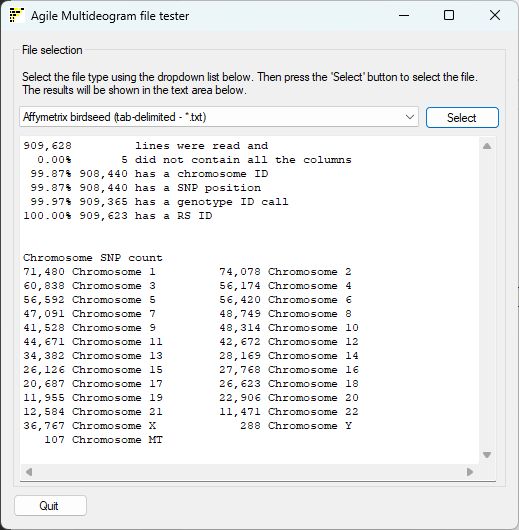 Agile Multideogram file tester
File selection
Select the file type using the dropdown list below. Then press the 'Select' button to select the file.
The results will be shown in the text area below.
Affymetrix birdseed (tab-delimited - *.txt) Select
909,628 lines were read and
0.00% 5 did not contain all the columns
99.87% 908,440 has a chromosome ID
99.87% 908,440 has a SNP position
99.97% 909,365 has a genotype ID call
100.00% 909,623 has a RS ID
Chromosome SNP count
71,480 Chromosome 1 74,078 Chromosome 2
60,838 Chromosome 3 56,174 Chromosome 4
56,592 Chromosome 5 56,420 Chromosome 6
47,091 Chromosome 7 48,749 Chromosome 8
41,528 Chromosome 9 48,314 Chromosome 10
44,671 Chromosome 11 42,672 Chromosome 12
34,382 Chromosome 13 28,169 Chromosome 14
26,126 Chromosome 15 27,768 Chromosome 16
20,687 Chromosome 17 26,623 Chromosome 18
11,955 Chromosome 19 22,906 Chromosome 20
12,584 Chromosome 21 11,471 Chromosome 22
36,767 Chromosome X 288 Chromosome Y
107 Chromosome MT
Quit